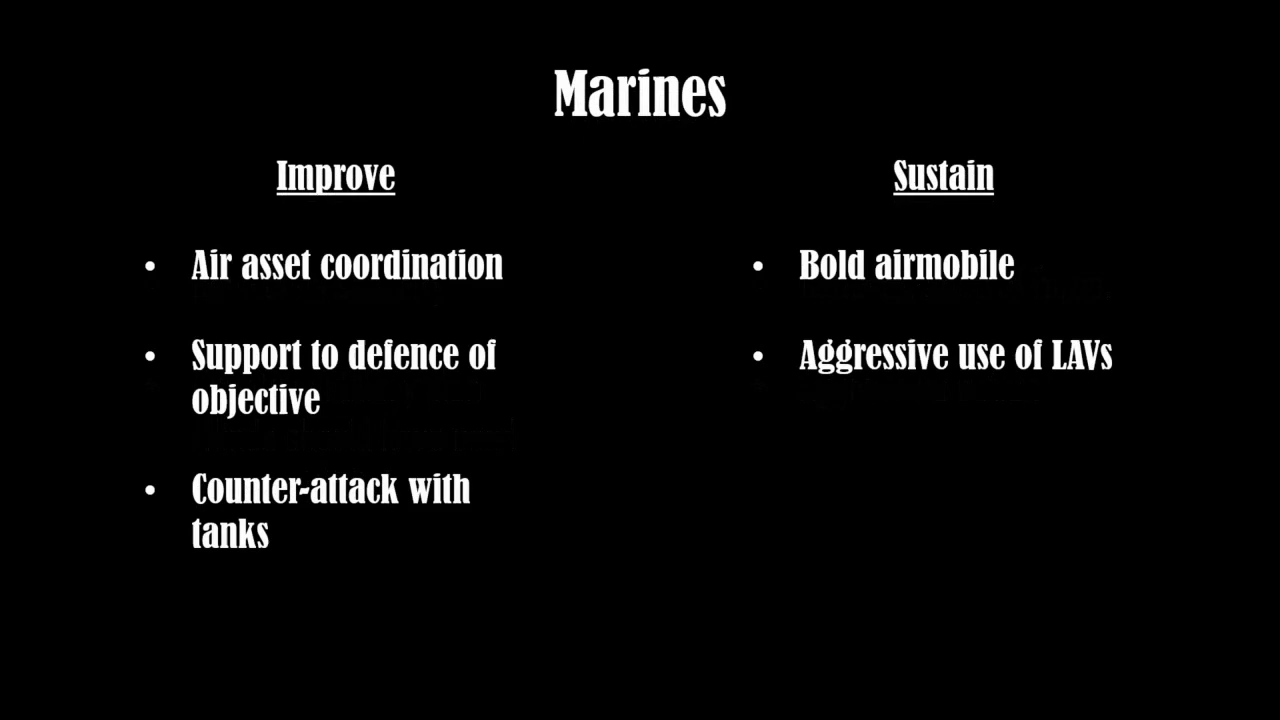 Marines
Improve
• Air asset coordination
• Support to defence of
objective
• Counter-attack with
tanks
Sustain
• Bold airmobile
• Aggressive use of LAVs